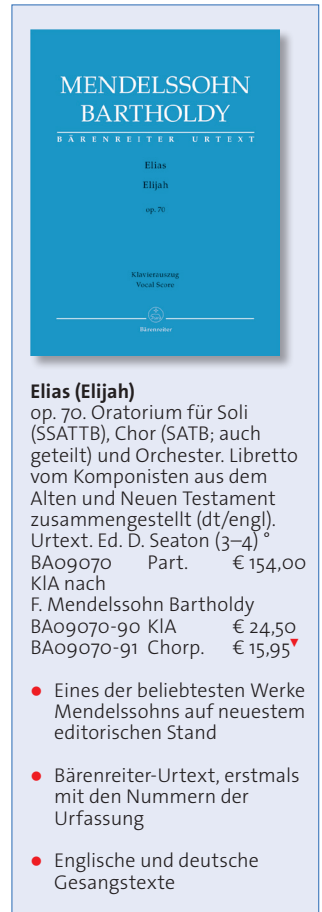 MENDELSSOHN
BARTHOLDY
BÄRENREITER URTEXT
Elias
Elijah
op. 70
Klavierauszug
Vocal Score
Bärenreiter
Elias (Elijah)
op. 70. Oratorium für Soli
(SSATTB), Chor (SATB; auch
geteilt) und Orchester. Libretto
vom Komponisten aus dem
Alten und Neuen Testament
zusammengestellt (dt/engl).
Urtext. Ed. D. Seaton (3–4) °
BA09070 Part. € 154,00
KlA nach
F. Mendelssohn Bartholdy
BA09070-90 KlA € 24,50
BA09070-91 Chorp. € 15,95▼
• Eines der beliebtesten Werke
Mendelssohns auf neuestem
editorischen Stand
• Bärenreiter-Urtext, erstmals
mit den Nummern der
Urfassung
• Englische und deutsche
Gesangstexte